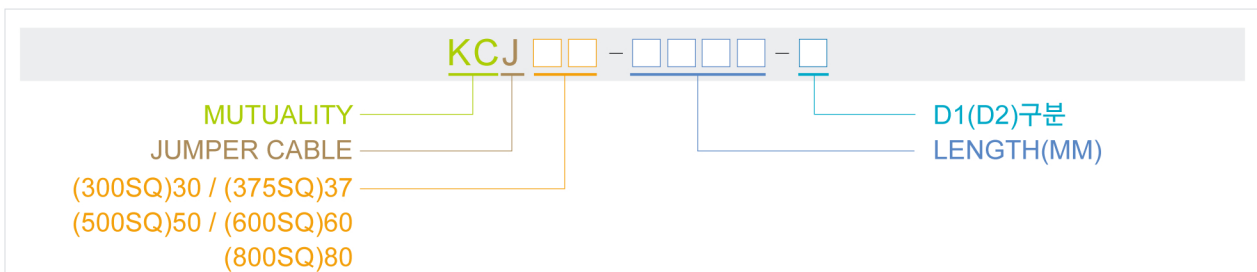 KCJ□□-□□□□-□
MUTUALITY
JUMPER CABLE
(300SQ)30 / (375SQ)37
(500SQ)50 / (600SQ)60
(800SQ)80
D1(D2)구분
LENGTH(MM)